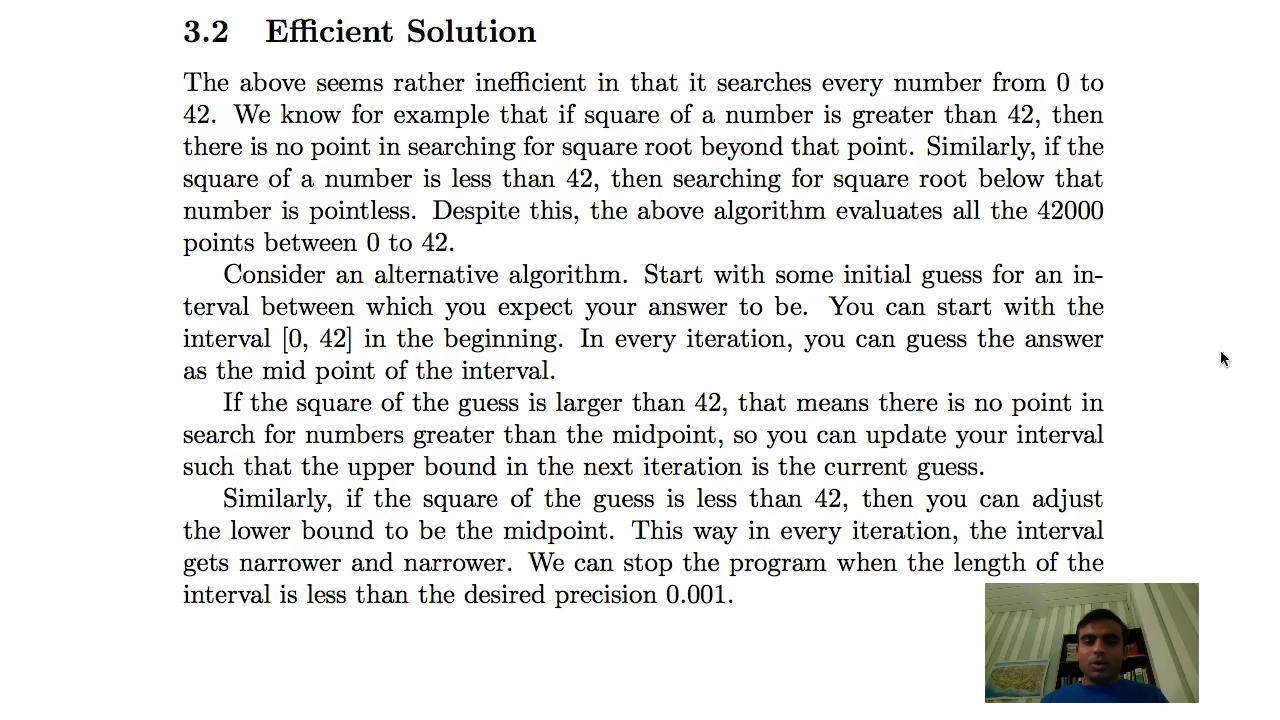 3.2 Efficient Solution
The above seems rather inefficient in that it searches every number from 0 to
42. We know for example that if square of a number is greater than 42, then
there is no point in searching for square root beyond that point. Similarly, if the
square of a number is less than 42, then searching for square root below that
number is pointless. Despite this, the above algorithm evaluates all the 42000
points between 0 to 42.
Consider an alternative algorithm. Start with some initial guess for an in-
terval between which you expect your answer to be. You can start with the
interval [0, 42] in the beginning. In every iteration, you can guess the answer
as the mid point of the interval.
If the square of the guess is larger than 42, that means there is no point in
search for numbers greater than the midpoint, so you can update your interval
such that the upper bound in the next iteration is the current guess.
Similarly, if the square of the guess is less than 42, then you can adjust
the lower bound to be the midpoint. This way in every iteration, the interval
gets narrower and narrower. We can stop the program when the length of the
interval is less than the desired precision 0.001.